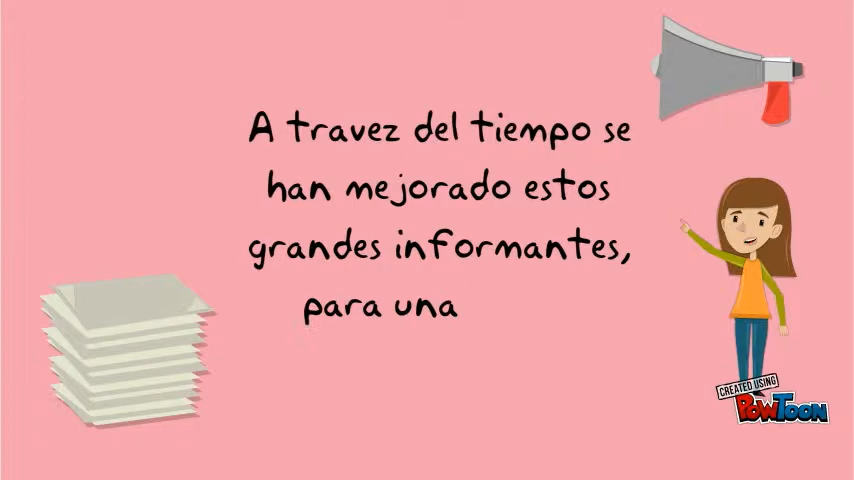 A travez del tiempo se
han mejorado estos
grandes informantes,
para una
CREATED USING
POWTOON